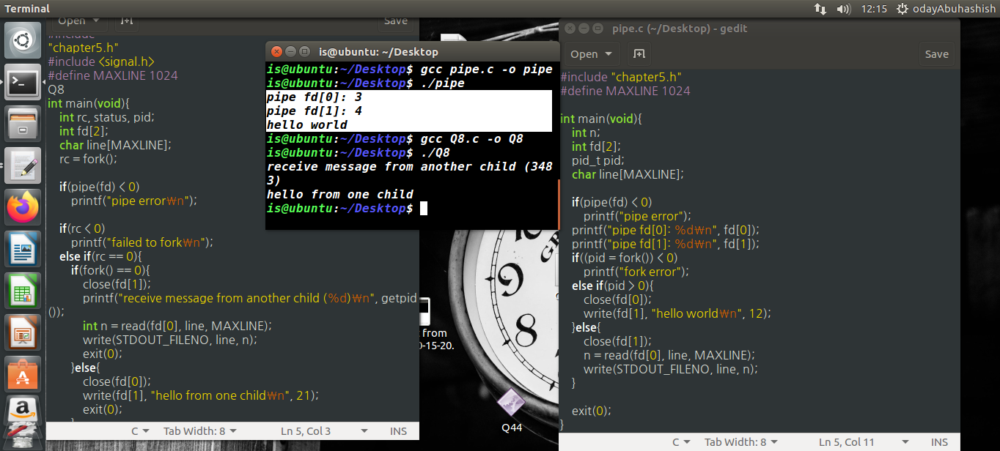 Terminal
12:15
odayAbuhashish
Open
Save
#include
"chapter5.h"
#include <signal.h>
#define MAXLINE 1024
Q8
int main(void){
int rc, status, pid;
int fd[2];
char line[MAXLINE];
rc = fork();
if(pipe(fd) < 0)
printf("pipe error₩n");
if(rc < 0)
printf("failed to fork₩n");
else if(rc == 0){
if(fork() == 0){
close(fd[1]);
printf("receive message from another child (%d)₩n", getpid
());
int n = read(fd[0], line, MAXLINE);
write(STDOUT_FILENO, line, n);
exit(0);
}else{
close(fd[0]);
write(fd[1], "hello from one child₩n", 21);
exit(0);
}
C
Tab Width: 8
Ln 5, Col 3
INS
is@ubuntu: ~/Desktop
is@ubuntu:~/Desktop$ gcc pipe.c -o pipe
is@ubuntu:~/Desktop$ ./pipe
pipe fd[0]: 3
pipe fd[1]: 4
hello world
is@ubuntu:~/Desktop$ gcc Q8.c -o Q8
is@ubuntu:~/Desktop$ ./Q8
receive message from another child (348
3)
hello from one child
is@ubuntu:~/Desktop$
from
0-15-20.
Q44
pipe.c (~/Desktop) - gedit
Open
Save
#include "chapter5.h"
#define MAXLINE 1024
int main(void){
int n;
int fd[2];
pid_t pid;
char line[MAXLINE];
if(pipe(fd) < 0)
printf("pipe error");
printf("pipe fd[0]: %d₩n", fd[0]);
printf("pipe fd[1]: %d₩n", fd[1]);
if((pid = fork()) < 0)
printf("fork error");
else if(pid > 0){
close(fd[0]);
write(fd[1], "hello world₩n", 12);
}else{
close(fd[1]);
n = read(fd[0], line, MAXLINE);
write(STDOUT_FILENO, line, n);
}
exit(0);
}
C
Tab Width: 8
Ln 5, Col 11
INS